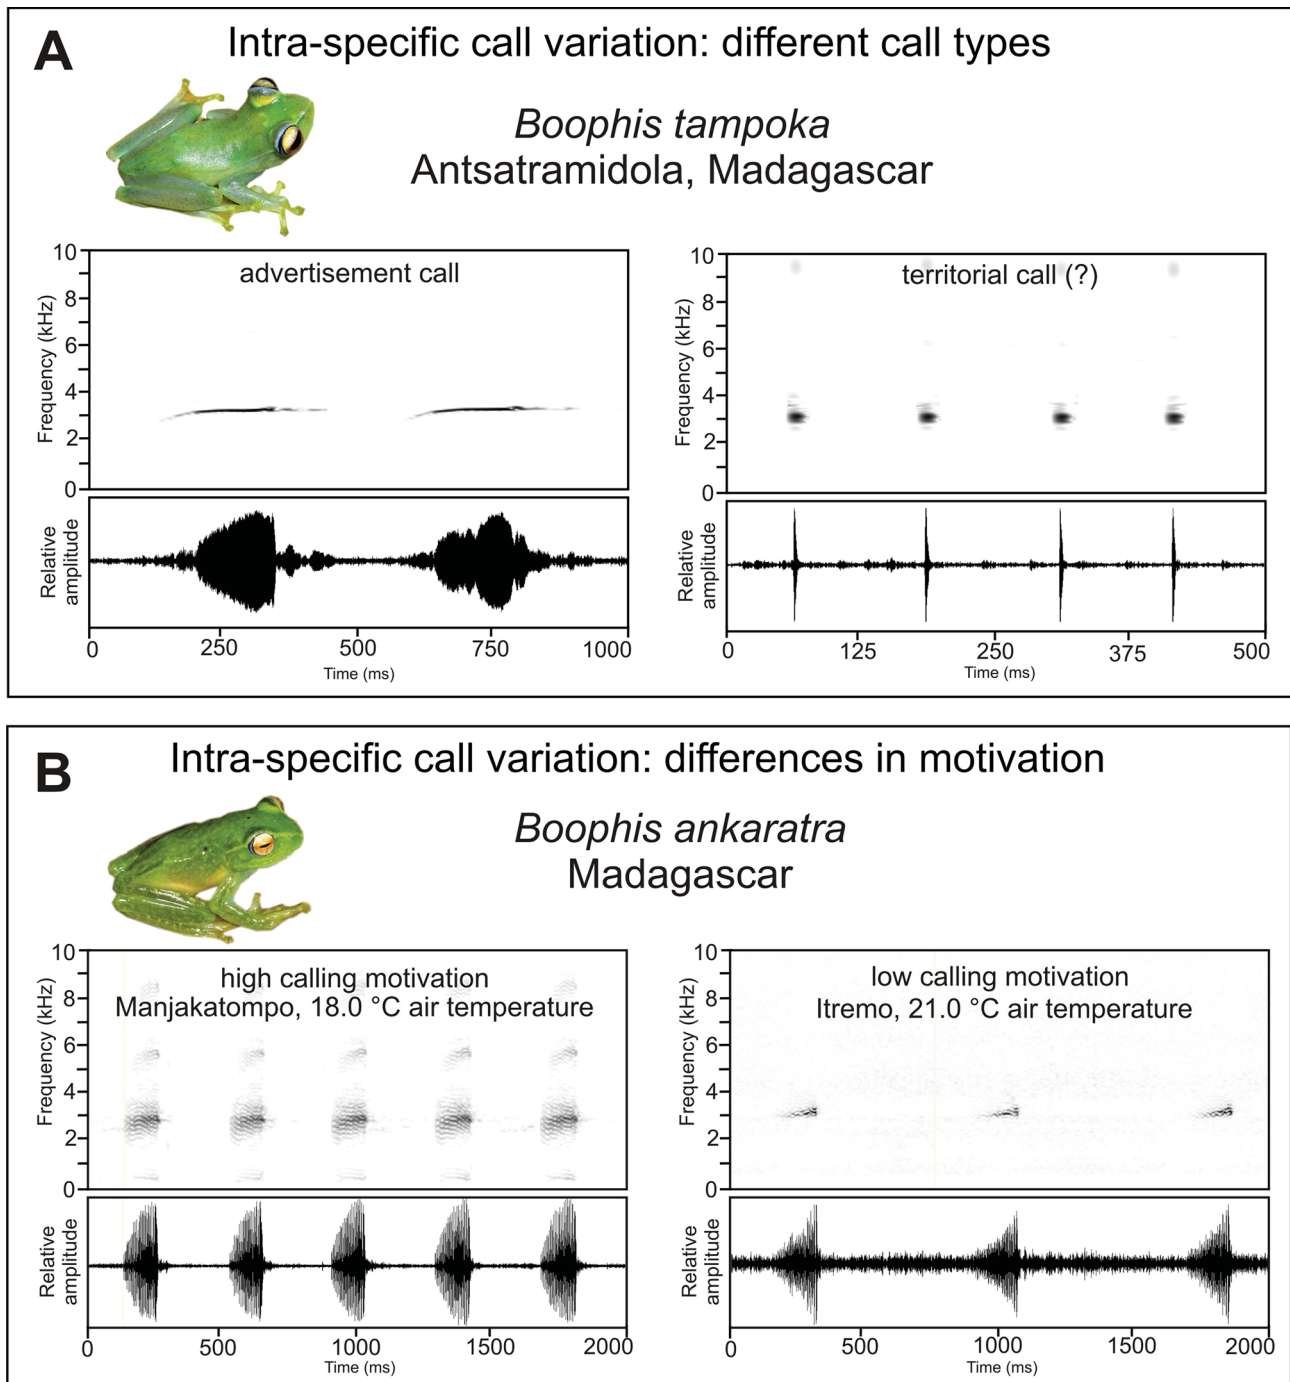 A
Intra-specific call variation: different call types
Boophis tampoka
Antsatramidola, Madagascar
advertisement call
Frequency (kHz)
10
8
6
4
2
0
Relative
amplitude
0
250
500
750
1000
Time (ms)
territorial call (?)
Frequency (kHz)
10
8
6
4
2
0
Relative
amplitude
0
125
250
375
500
Time (ms)
B
Intra-specific call variation: differences in motivation
Boophis ankaratra
Madagascar
high calling motivation
Manjakatompo, 18.0 °C air temperature
Frequency (kHz)
10
8
6
4
2
0
Relative
amplitude
0
500
1000
1500
2000
Time (ms)
low calling motivation
Itremo, 21.0 °C air temperature
Frequency (kHz)
10
8
6
4
2
0
Relative
amplitude
0
500
1000
1500
2000
Time (ms)